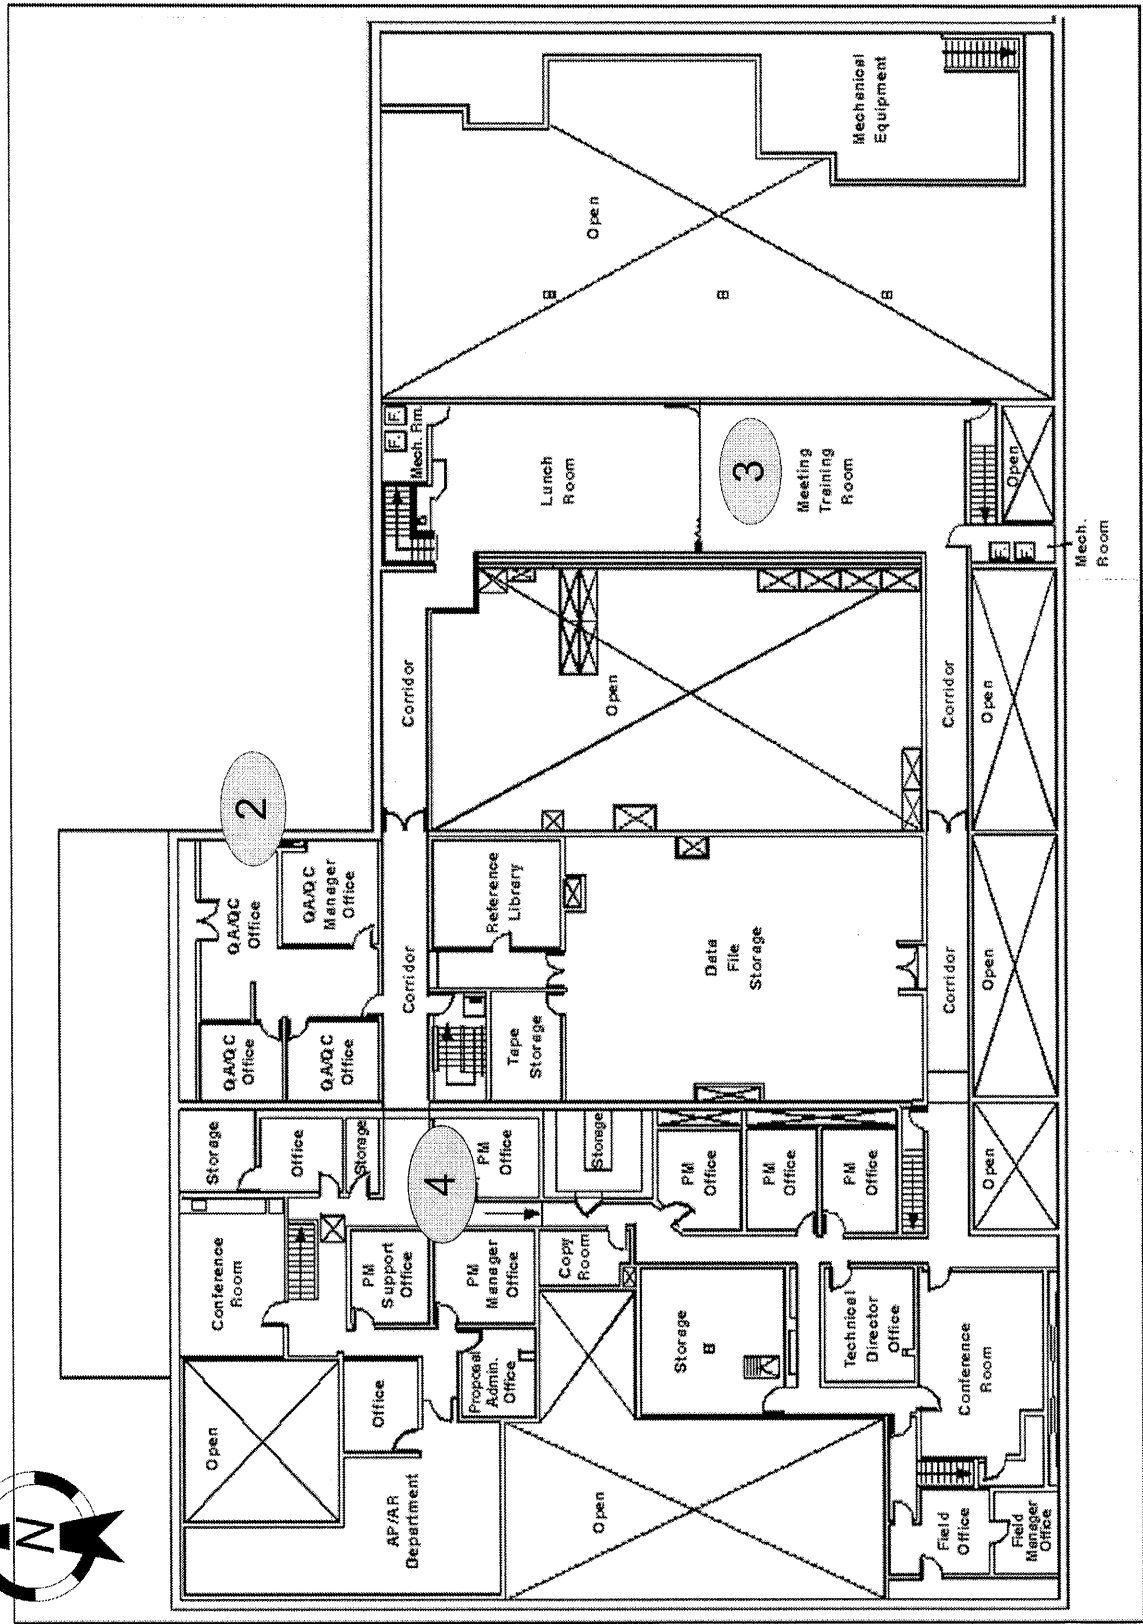 N
Open
Conference
Room
Storage
QA/QC
Office
QA/QC
Office
2
AP/AR
Department
Office
PM
Support
Office
Office
Storage
QA/QC
Office
QA/QC
Manager
Office
Proposal
Admin.
Office
PM
Manager
Office
4
PM
Office
Corridor
Corridor
Mech. Rm.
F.
F.
Tape
Storage
Reference
Library
Lunch
Room
Open
Copy
Room
Storage
Open
Open
Storage
PM
Office
PM
Office
PM
Office
Data
File
Storage
3
Meeting
Training
Room
Mechanical
Equipment
Technical
Director
Office
Field
Office
Conference
Room
Corridor
Corridor
Field
Manager
Office
Open
Open
Open
F.
F.
Open
Mech.
Room